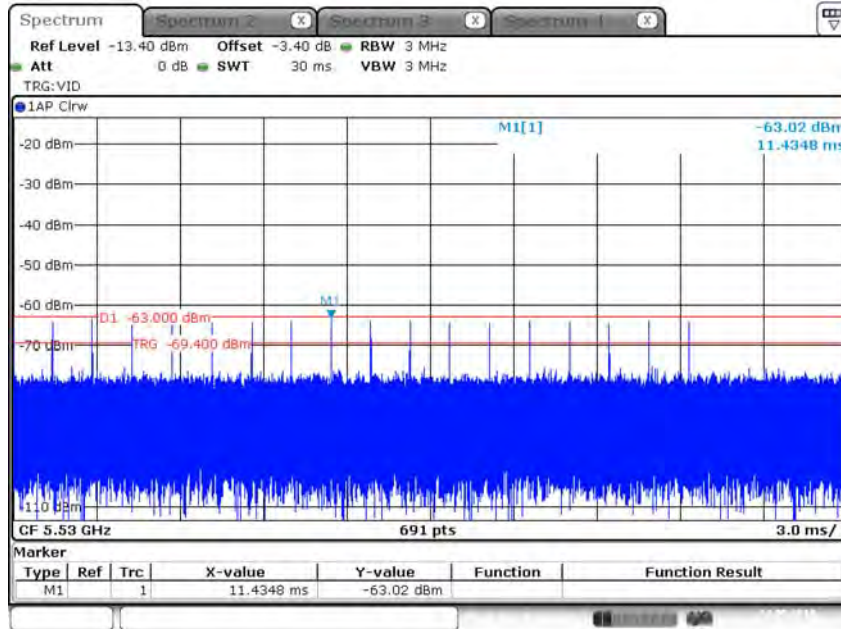 Spectrum Spectrum 2 X Spectrum 3 X Spectrum 4 X
Ref Level -13.40 dBm Offset -3.40 dB RBW 3 MHz
Att 0 dB SWT 30 ms VBW 3 MHz
TRG:VID
1AP Clrw
M1[1] -63.02 dBm
11.4348 ms
-20 dBm
-30 dBm
-40 dBm
-50 dBm
-60 dBm
M1
D1 -63.000 dBm
-70 dBm
TRG -69.400 dBm
-110 dBm
CF 5.53 GHz 691 pts 3.0 ms/
Marker
Type Ref Trc X-value Y-value Function Function Result
M1 1 11.4348 ms -63.02 dBm